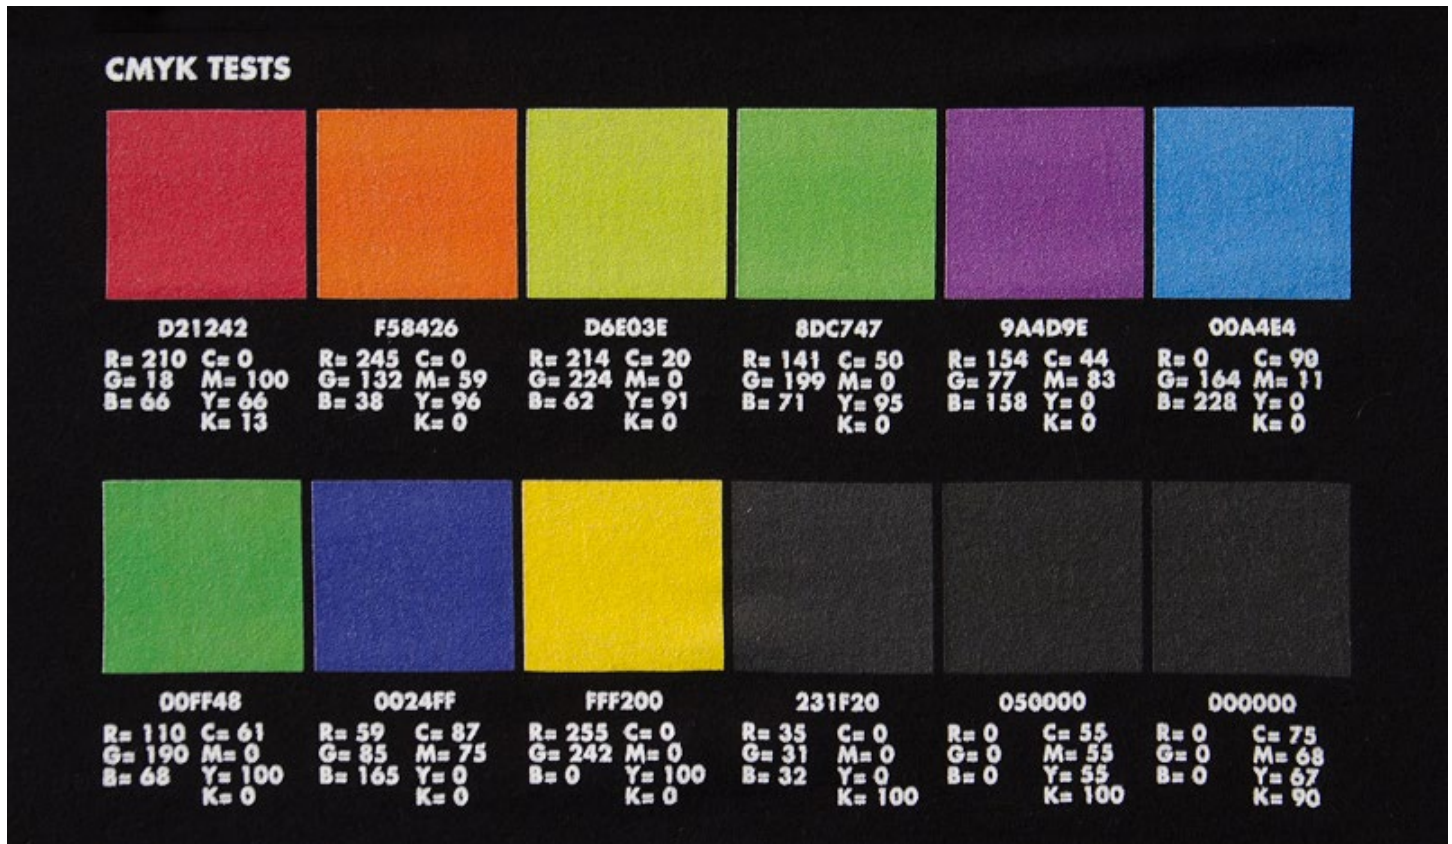 CMYK TESTS
D21242 F58426 D6E03E 8DC747 9A4D9E 00A4E4
R= 210 C= 0 R= 245 C= 0 R= 214 C= 20 R= 141 C= 50 R= 154 C= 44 R= 0 C= 90
G= 18 M= 100 G= 132 M= 59 G= 224 M= 0 G= 199 M= 0 G= 77 M= 83 G= 164 M= 11
B= 66 Y= 66 B= 38 Y= 96 B= 62 Y= 91 B= 71 Y= 95 B= 158 Y= 0 B= 228 Y= 0
K= 13 K= 0 K= 0 K= 0 K= 0 K= 0
00FF48 0024FF FFF200 231F20 050000 000000
R= 110 C= 61 R= 59 C= 87 R= 255 C= 0 R= 35 C= 0 R= 0 C= 55 R= 0 C= 75
G= 190 M= 0 G= 85 M= 75 G= 242 M= 0 G= 31 M= 0 G= 0 M= 55 G= 0 M= 68
B= 68 Y= 100 B= 165 Y= 0 B= 0 Y= 100 B= 32 Y= 0 B= 0 Y= 55 B= 0 Y= 67
K= 0 K= 0 K= 0 K= 100 K= 100 K= 90